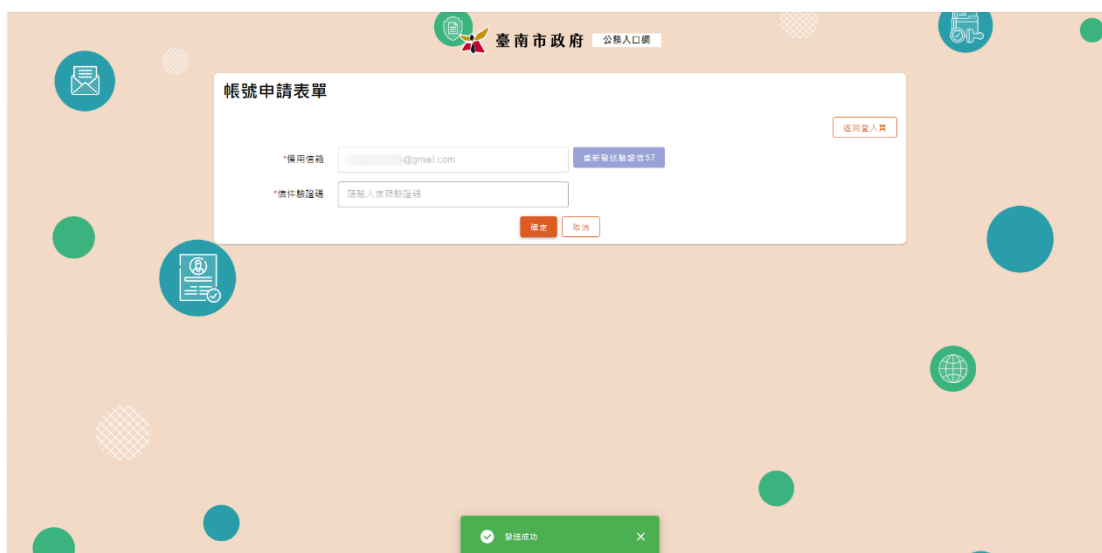 臺南市政府 公務人口網
帳號申請表單
返回登入頁
*備用信箱 @gmail.com 重新發送驗證信57
*信件驗證碼 請輸入信箱驗證碼
確定 取消
發送成功